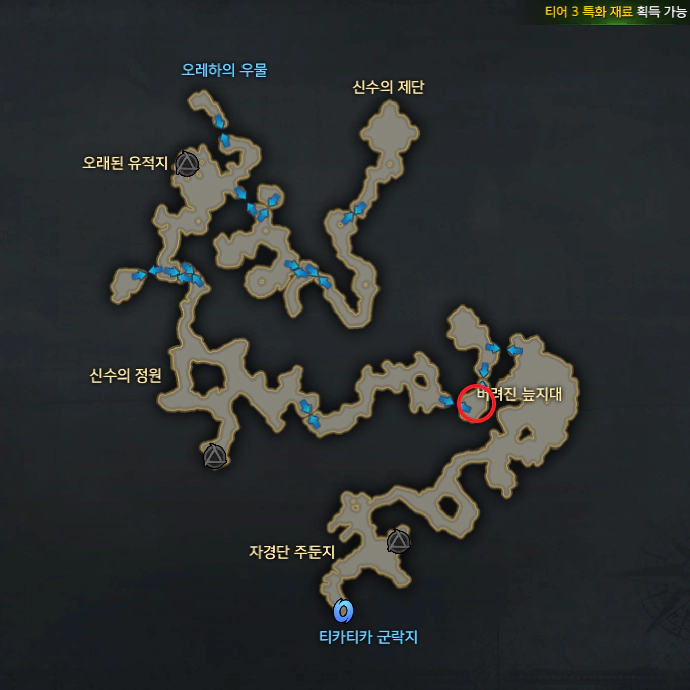 티어 3 특화 재료 획득 가능
오레하의 우물
신수의 제단
오래된 유적지
신수의 정원
버려진 늪지대
자경단 주둔지
티카티카 군락지